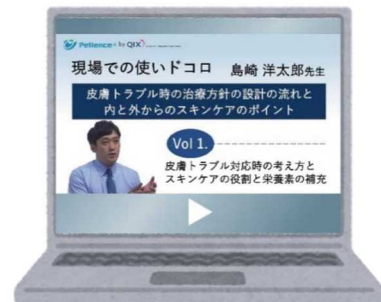 Petience+ by QIX
現場での使いドコロ 島崎 洋太郎先生
皮膚トラブル時の治療方針の設計の流れと
内と外からのスキンケアのポイント
Vol 1.
皮膚トラブル対応時の考え方と
スキンケアの役割と栄養素の補充